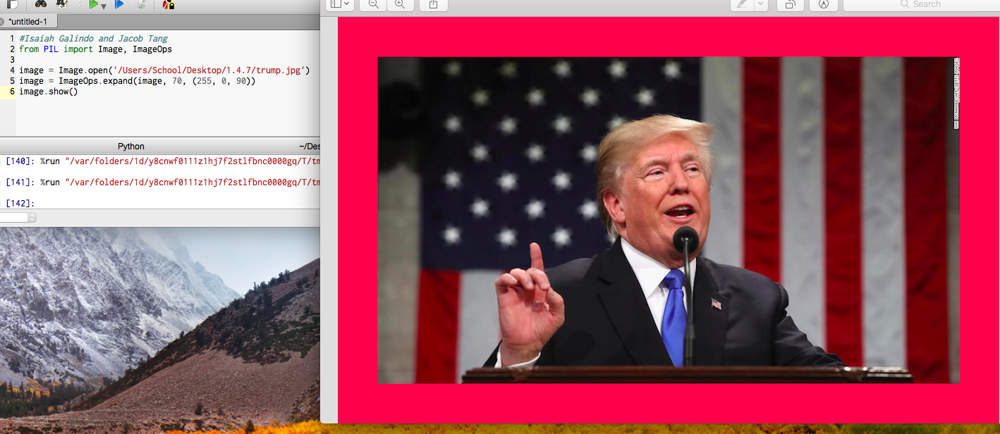 *untitled-1
1 #Isaiah Galindo and Jacob Tang
2 from PIL import Image, ImageOps
3
4 image = Image.open('/Users/School/Desktop/1.4.7/trump.jpg')
5 image = ImageOps.expand(image, 70, (255, 0, 90))
6 image.show()
Python ~/Des
[140]: %run "/var/folders/1d/y8cnwf0111z1hj7f2stlfbnc0000gq/T/tm
[141]: %run "/var/folders/1d/y8cnwf0111z1hj7f2stlfbnc0000gq/T/tm
[142]:
Search